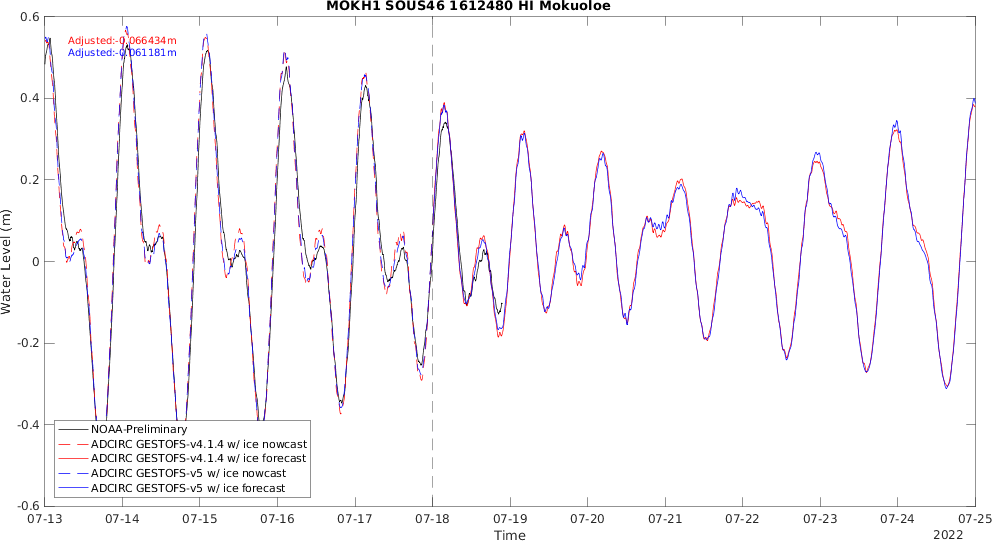 MOKH1 SOUS46 1612480 HI Mokuoloe
Adjusted:-0.066434m
Adjusted:-0.061181m
0.6
0.4
0.2
0
-0.2
-0.4
-0.6
Water Level (m)
NOAA-Preliminary
ADCIRC GESTOFS-v4.1.4 w/ ice nowcast
ADCIRC GESTOFS-v4.1.4 w/ ice forecast
ADCIRC GESTOFS-v5 w/ ice nowcast
ADCIRC GESTOFS-v5 w/ ice forecast
07-13 07-14 07-15 07-16 07-17 07-18 07-19 07-20 07-21 07-22 07-23 07-24 07-25
Time
2022